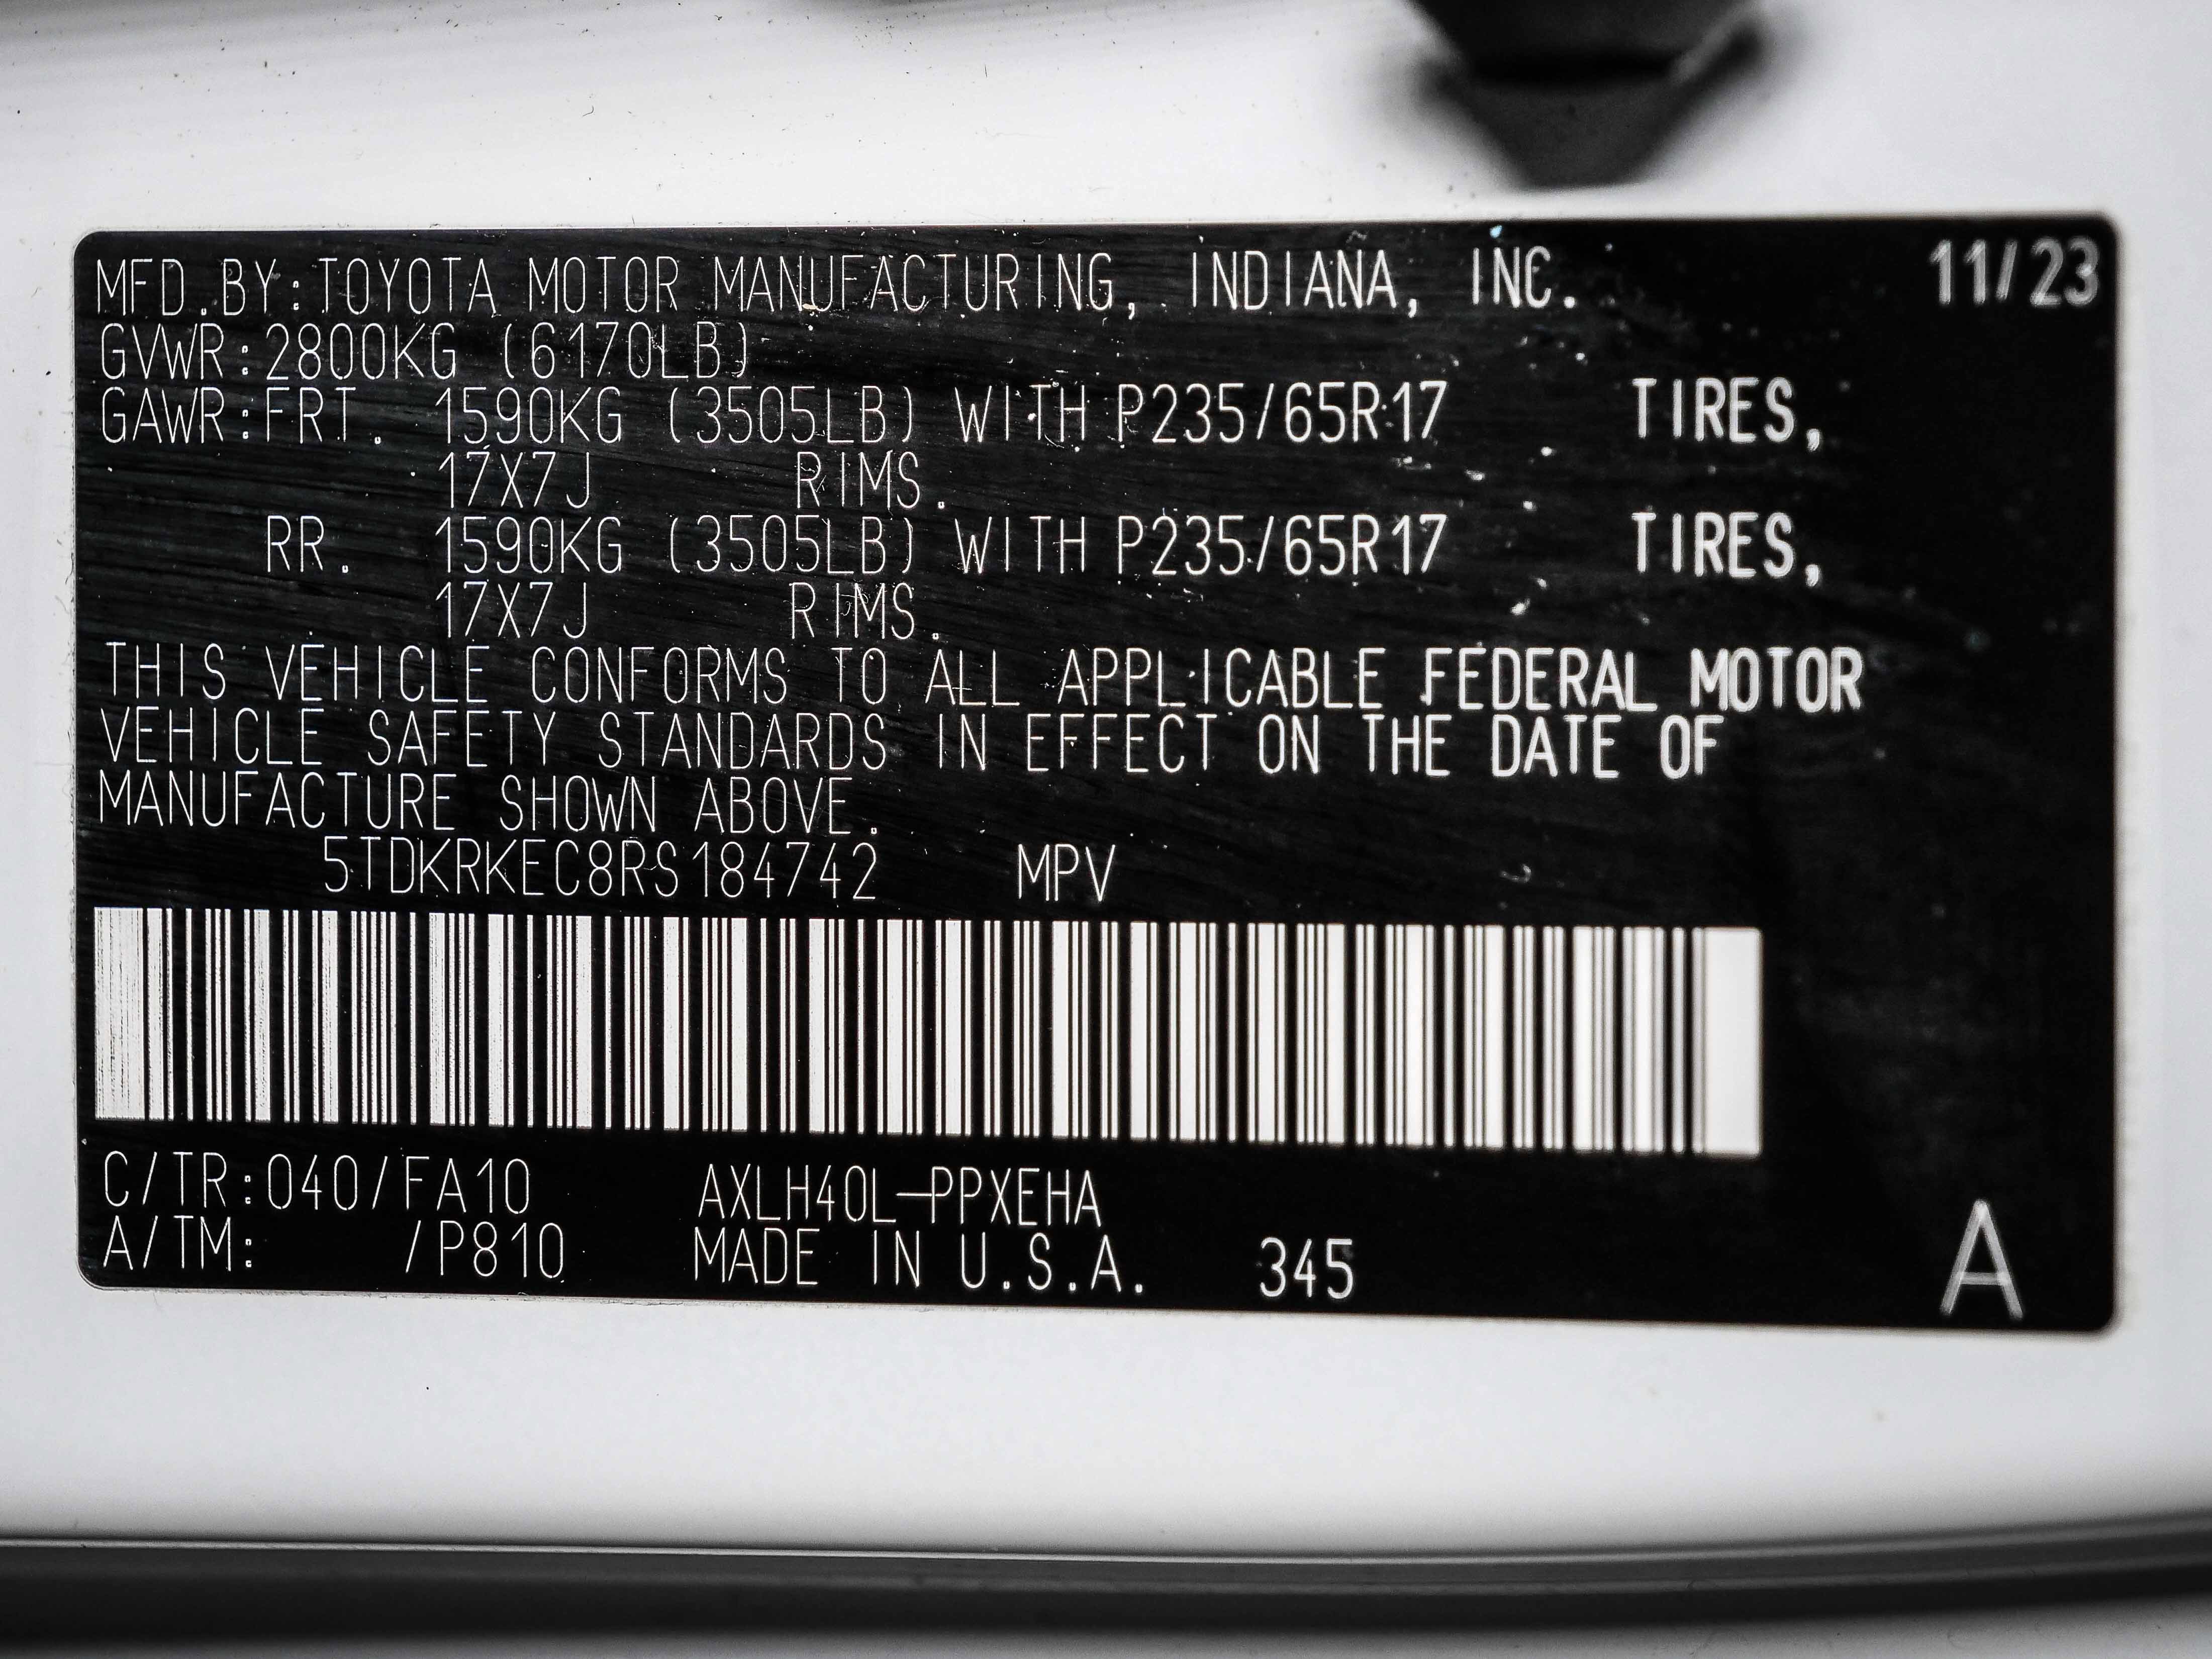 MFD.BY:TOYOTA MOTOR MANUFACTURING, INDIANA, INC. 11/23
GVWR:2800KG (6170LB)
GAWR:FRT. 1590KG (3505LB) WITH P235/65R17 TIRES,
17X7J RIMS.
RR. 1590KG (3505LB) WITH P235/65R17 TIRES,
17X7J RIMS.
THIS VEHICLE CONFORMS TO ALL APPLICABLE FEDERAL MOTOR
VEHICLE SAFETY STANDARDS IN EFFECT ON THE DATE OF
MANUFACTURE SHOWN ABOVE.
5TDKRKEC8RS184742 MPV
C/TR:040/FA10 AXLH40L-PPXEHA
A/TM: /P810 MADE IN U.S.A. 345 A